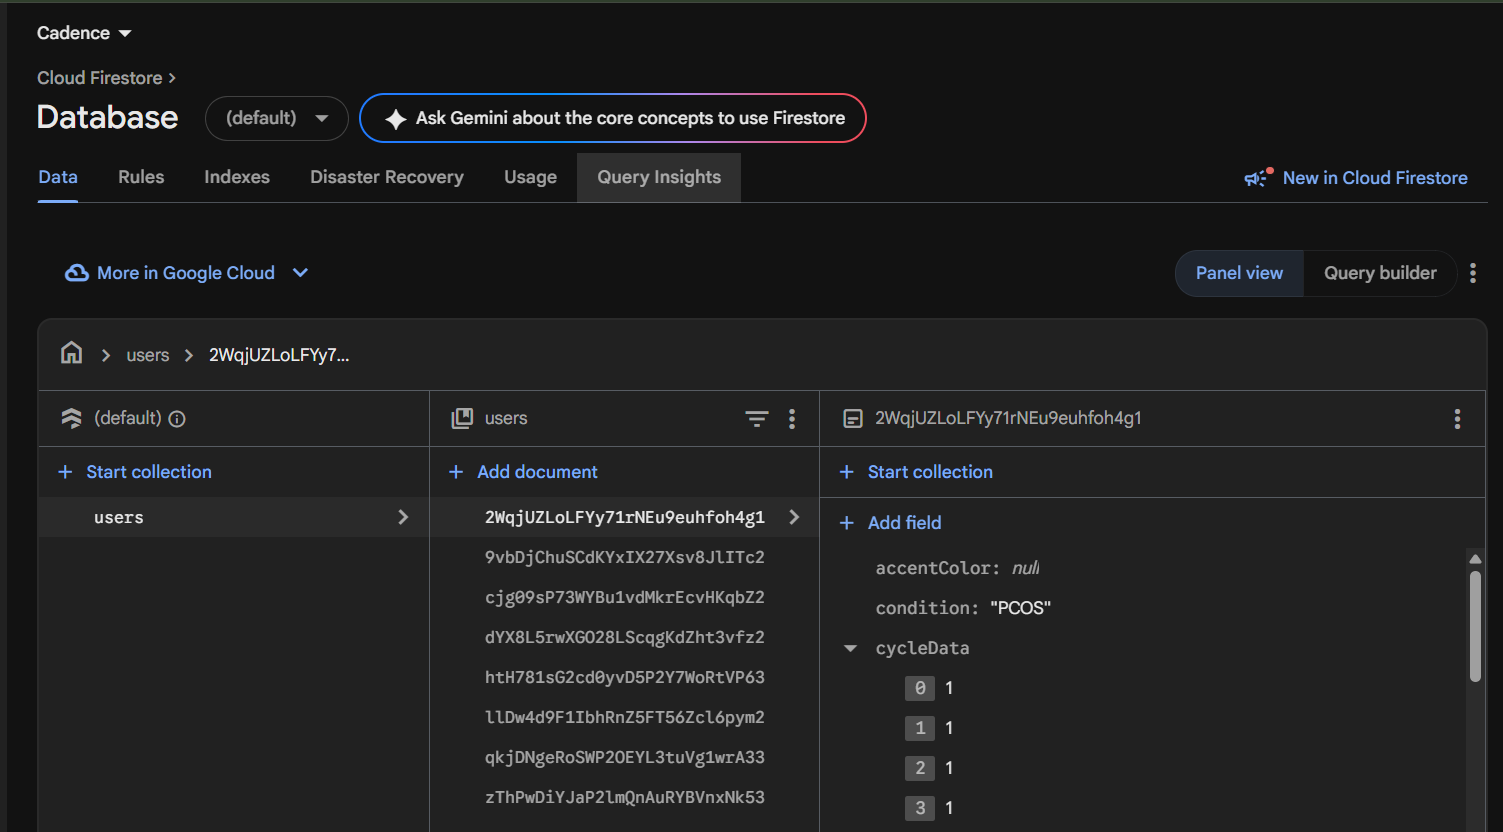 Cadence
Cloud Firestore
Database
(default)
Ask Gemini about the core concepts to use Firestore
Data
Rules
Indexes
Disaster Recovery
Usage
Query Insights
New in Cloud Firestore
More in Google Cloud
Panel view
Query builder
users
2WqjUZLoLFYy7...
(default)
users
2WqjUZLoLFYy71rNEu9euhfoh4g1
Start collection
Add document
Start collection
users
2WqjUZLoLFYy71rNEu9euhfoh4g1
9vbDjChuSCdKYxIX27Xsv8JlITc2
cjg09sP73WYBu1vdMkrEcvHKqbZ2
dYX8L5rwXGO28LScqgKdZht3vfz2
htH781sG2cd0yvD5P2Y7WoRtVP63
llDw4d9F1IbhRnZ5FT56Zcl6pym2
qkjDNgeRoSWP2OEYL3tuVg1wrA33
zThPwDiYJaP2lmQnAuRYBVnxNk53
Add field
accentColor: null
condition: "PCOS"
cycleData
0 1
1 1
2 1
3 1